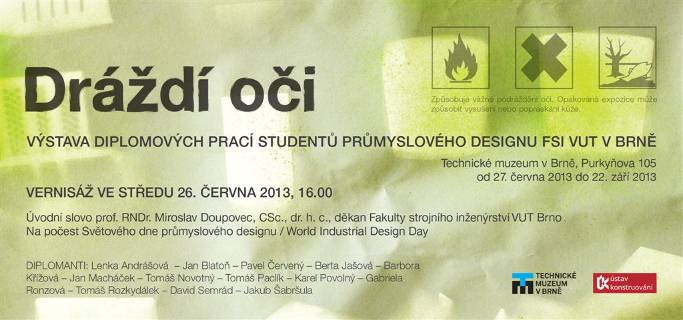 Dráždí oči
Způsobuje vážné podráždění oči. Opakovaná expozice může
způsobit vysušení nebo popraskání kůže.
VÝSTAVA DIPLOMOVÝCH PRACÍ STUDENTŮ PRŮMYSLOVÉHO DESIGNU FSI VUT V BRNĚ
Technické muzeum v Brně, Purkyňova 105
od 27. června 2013 do 22. září 2013
VERNISÁŽ VE STŘEDU 26. ČERVNA 2013, 16.00
Úvodní slovo prof. RNDr. Miroslav Doupovec, CSc., dr. h. c., děkan Fakulty strojního inženýrství VUT Brno
Na počest Světového dne průmyslového designu / World Industrial Design Day
DIPLOMANTI: Lenka Andrášová – Jan Blatoň – Pavel Červený – Berta Jašová – Barbora
Křížová – Jan Macháček – Tomáš Novotný – Tomáš Paclík – Karel Povolný – Gabriela
Ronzová – Tomáš Rozkydálek – David Semrád – Jakub Šabršula
TECHNICKÉ
MUZEUM
V BRNĚ
ústav
konstruování